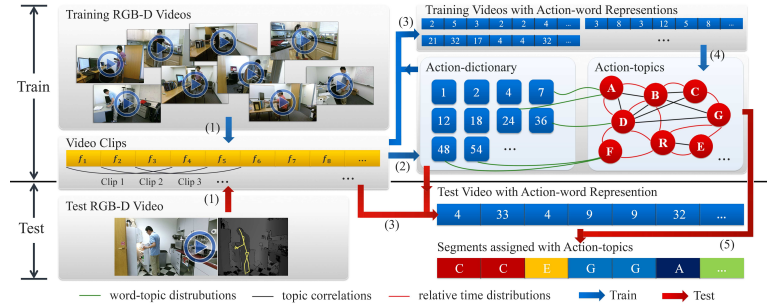 Train
Test
Training RGB-D Videos
(1)
Video Clips
f1 f2 f3 f4 f5 f6 f7 f8 ...
Clip 1 Clip 2 Clip 3 ... ...
(1)
Test RGB-D Video
(2)
(3)
(3)
Training Videos with Action-word Representions
2 5 3 2 2 4 ... 3 8 3 12 5 8 ...
21 32 17 4 4 32 ... ...
(4)
Action-dictionary
1 2 4 7
12 18 24 36
48 54 ...
Action-topics
A B C
D G
F R E
...
Test Video with Action-word Represention
4 33 4 9 9 32 ...
(5)
Segments assigned with Action-topics
C C E G G A ...
word-topic distrubutions topic correlations relative time distributions Train Test